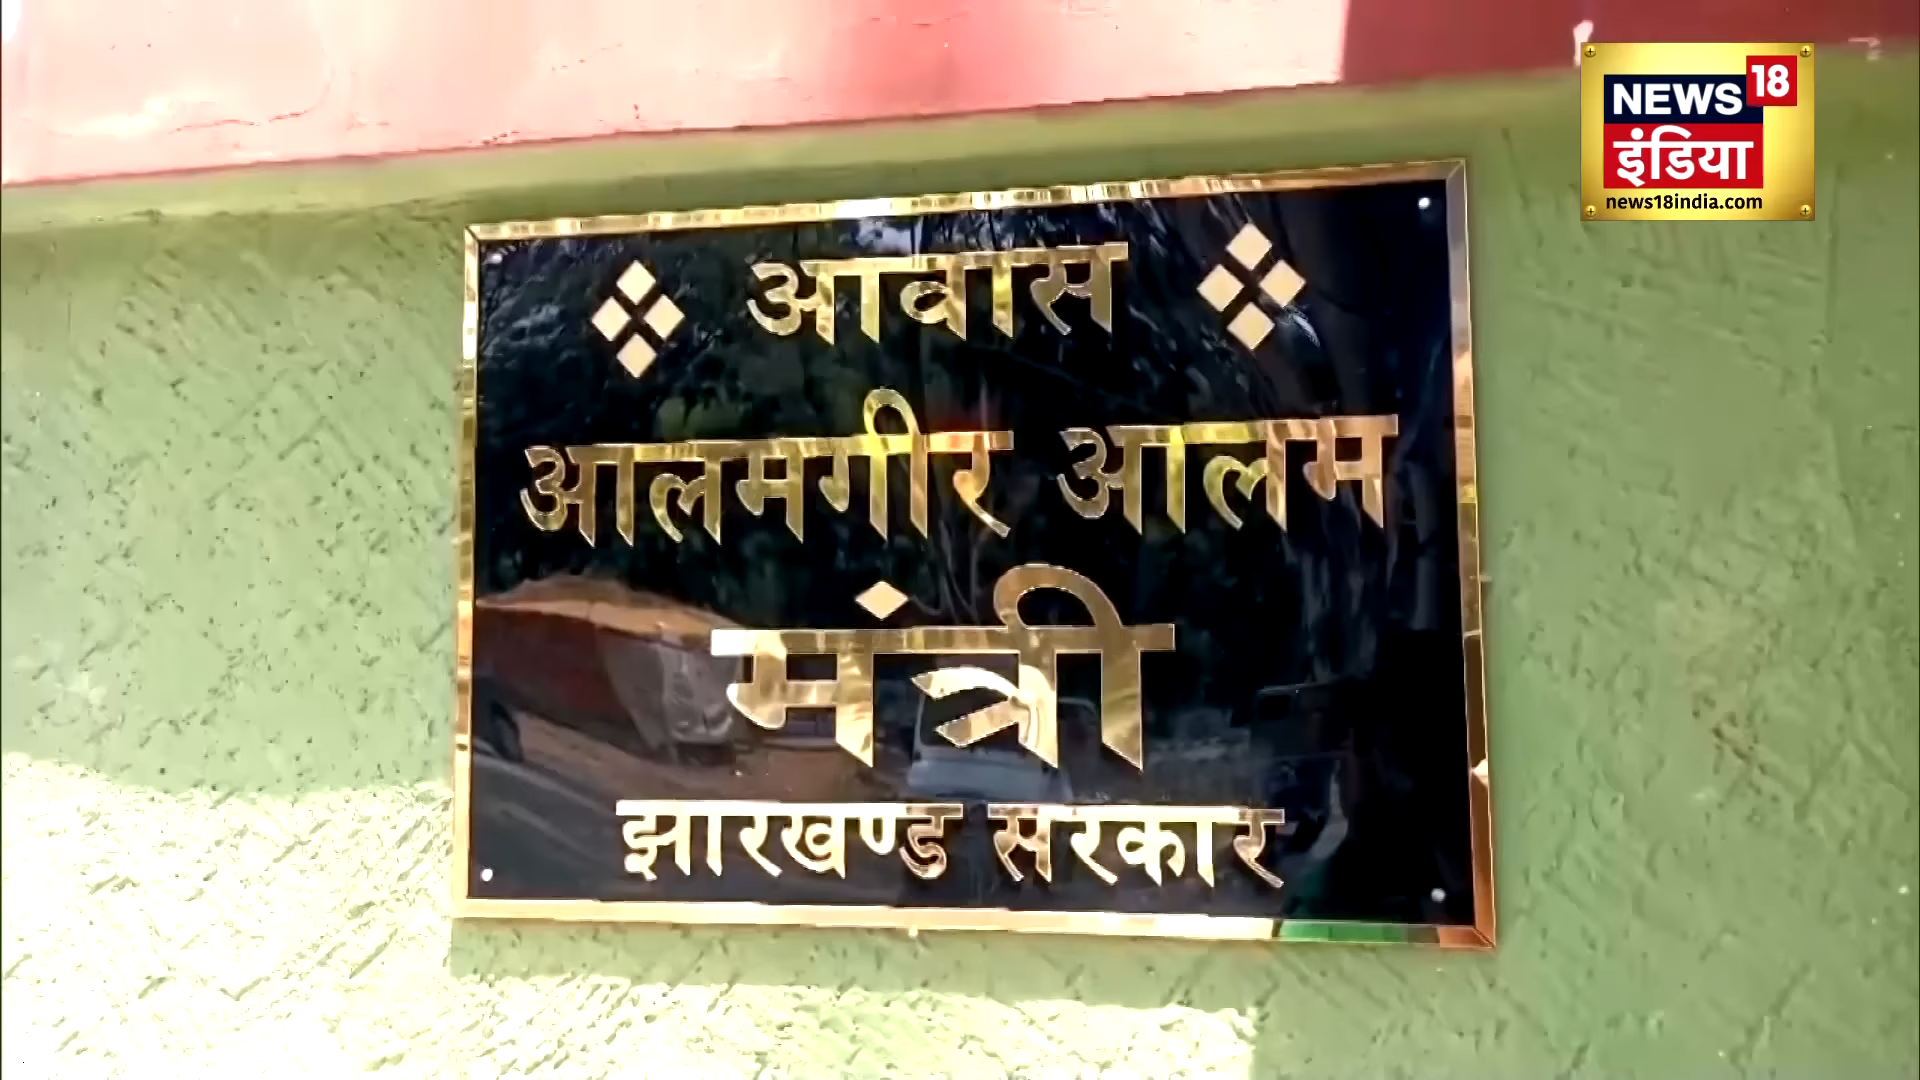 आवास
आलमगीर आलम
मंत्री
झारखण्ड सरकार
NEWS 18
इंडिया
news18india.com